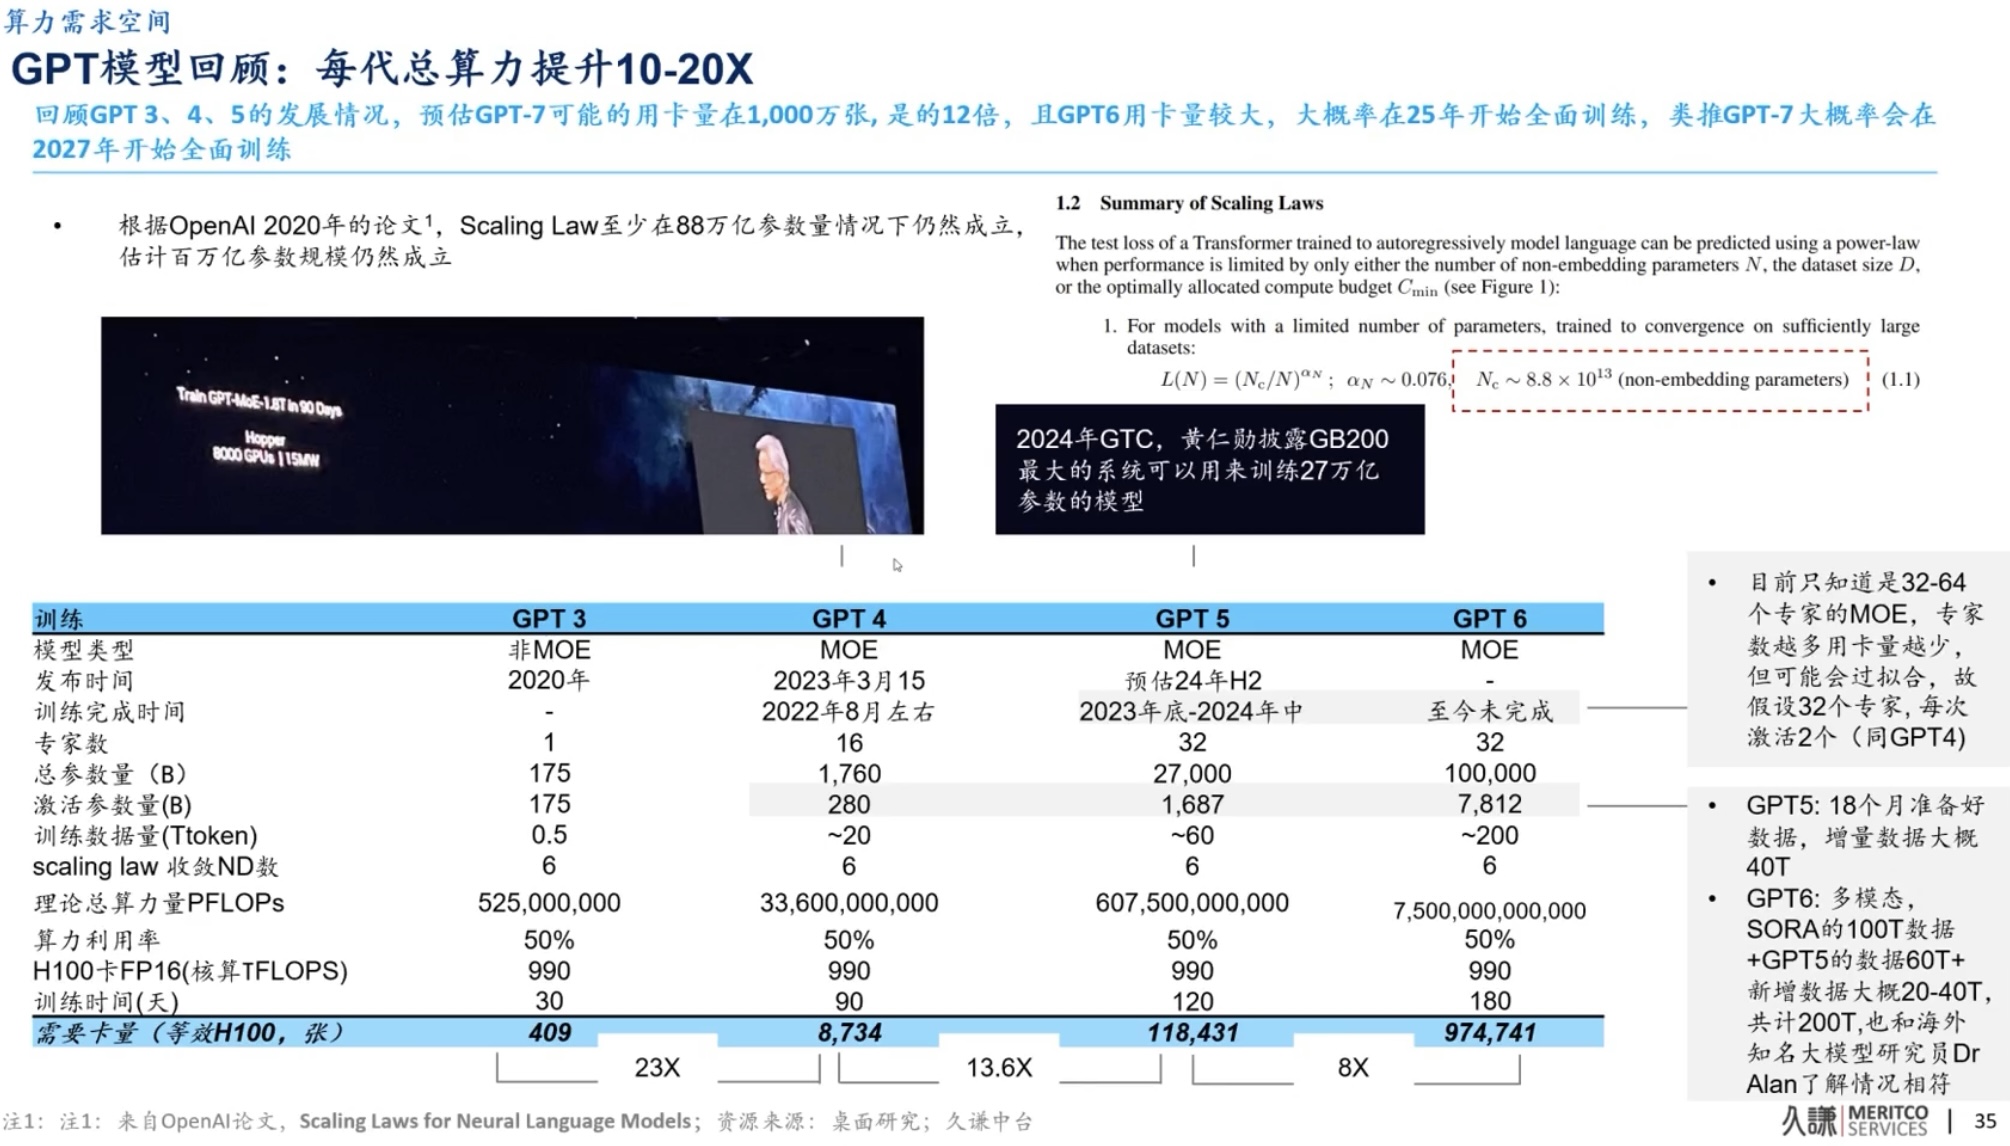 算力需求空间
GPT模型回顾：每代总算力提升10-20X
回顾GPT 3、4、5的发展情况，预估GPT-7可能的用卡量在1,000万张, 是的12倍，且GPT6用卡量较大，大概率在25年开始全面训练，类推GPT-7大概率会在
2027年开始全面训练
• 根据OpenAI 2020年的论文¹，Scaling Law至少在88万亿参数量情况下仍然成立，
估计百万亿参数规模仍然成立
1.2 Summary of Scaling Laws
The test loss of a Transformer trained to autoregressively model language can be predicted using a power-law
when performance is limited by only either the number of non-embedding parameters N, the dataset size D,
or the optimally allocated compute budget Cmin (see Figure 1):
1. For models with a limited number of parameters, trained to convergence on sufficiently large
datasets:
L(N) = (Nc/N)^αN ; αN ∼ 0.076, Nc ∼ 8.8 × 10¹³ (non-embedding parameters) (1.1)
Train GPT-MoE-1.8T in 90 Days
Hopper
8000 GPUs | 15MW
2024年GTC，黄仁勋披露GB200
最大的系统可以用来训练27万亿
参数的模型
训练 GPT 3 GPT 4 GPT 5 GPT 6
模型类型 非MOE MOE MOE MOE
发布时间 2020年 2023年3月15 预估24年H2 -
训练完成时间 - 2022年8月左右 2023年底-2024年中 至今未完成
专家数 1 16 32 32
总参数量（B） 175 1,760 27,000 100,000
激活参数量(B) 175 280 1,687 7,812
训练数据量(Ttoken) 0.5 ~20 ~60 ~200
scaling law 收敛ND数 6 6 6 6
理论总算力量PFLOPs 525,000,000 33,600,000,000 607,500,000,000 7,500,000,000,000
算力利用率 50% 50% 50% 50%
H100卡FP16(核算TFLOPS) 990 990 990 990
训练时间(天) 30 90 120 180
需要卡量（等效H100，张） 409 8,734 118,431 974,741
23X 13.6X 8X
• 目前只知道是32-64
个专家的MOE，专家
数越多用卡量越少，
但可能会过拟合，故
假设32个专家, 每次
激活2个（同GPT4)
• GPT5: 18个月准备好
数据，增量数据大概
40T
• GPT6: 多模态，
SORA的100T数据
+GPT5的数据60T+
新增数据大概20-40T，
共计200T,也和海外
知名大模型研究员Dr
Alan了解情况相符
注1：注1：来自OpenAI论文，Scaling Laws for Neural Language Models；资源来源：桌面研究；久谦中台
久謙 MERITCO SERVICES | 35